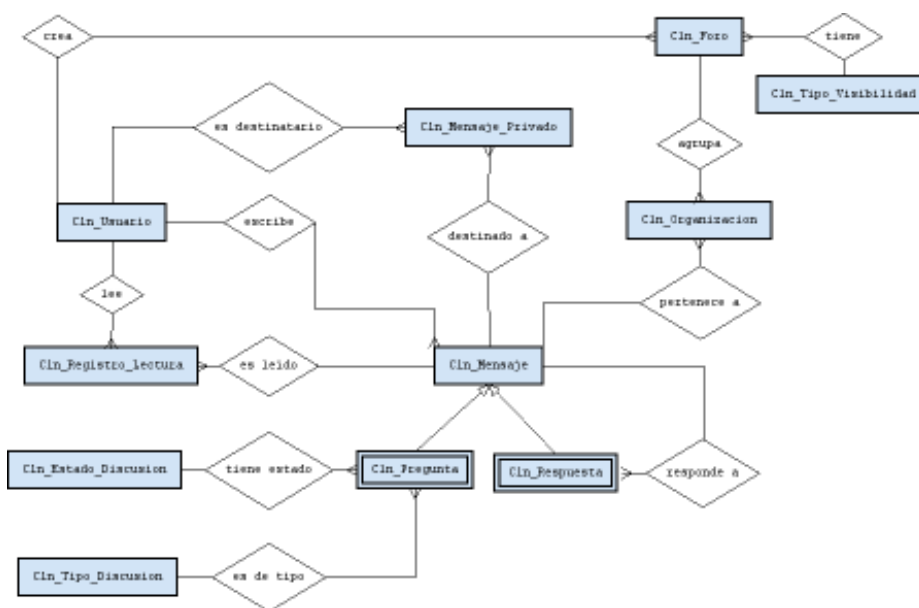 crea
Cln_Foro
tiene
Cln_Tipo_Visibilidad
es destinatario
Cln_Mensaje_Privado
agrupa
Cln_Usuario
escribe
destinado a
Cln_Organizacion
lee
pertenece a
Cln_Registro_Lectura
es leído
Cln_Mensaje
Cln_Estado_Discusion
tiene estado
Cln_Pregunta
Cln_Respuesta
responde a
Cln_Tipo_Discusion
es de tipo